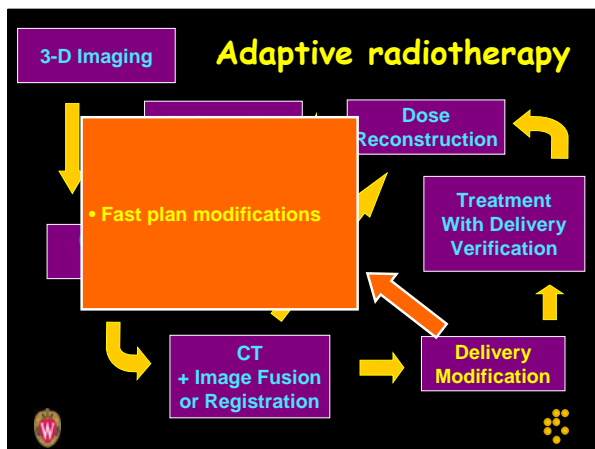 Adaptive radiotherapy
3-D Imaging
Dose
Reconstruction
• Fast plan modifications
Treatment
With Delivery
Verification
CT
+ Image Fusion
or Registration
Delivery
Modification
W